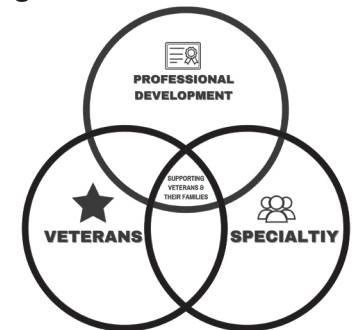 PROFESSIONAL
DEVELOPMENT
SUPPORTING
VETERANS &
THEIR FAMILIES
VETERANS
SPECIALTIY